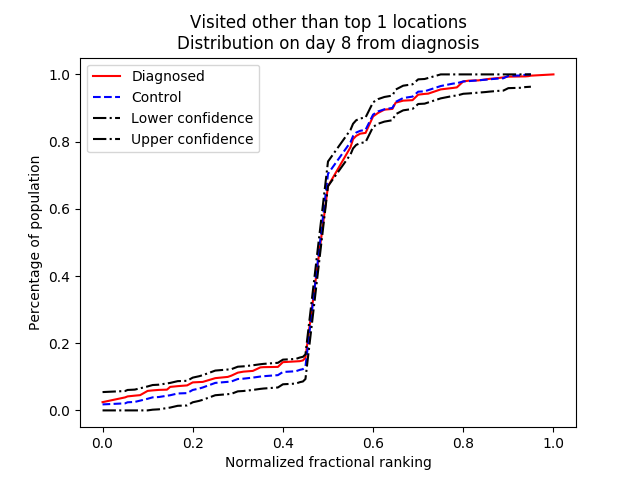 Visited other than top 1 locations
Distribution on day 8 from diagnosis
1.0
0.8
0.6
0.4
0.2
0.0
Percentage of population
Diagnosed
Control
Lower confidence
Upper confidence
0.0 0.2 0.4 0.6 0.8 1.0
Normalized fractional ranking